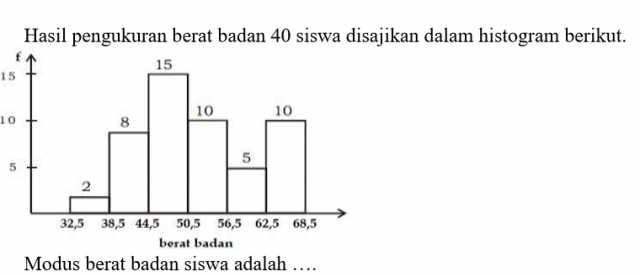 Hasil pengukuran berat badan 40 siswa disajikan dalam histogram berikut.
f
15
15
10
10
10
8
5
5
2
32,5 38,5 44,5 50,5 56,5 62,5 68,5
berat badan
Modus berat badan siswa adalah ….